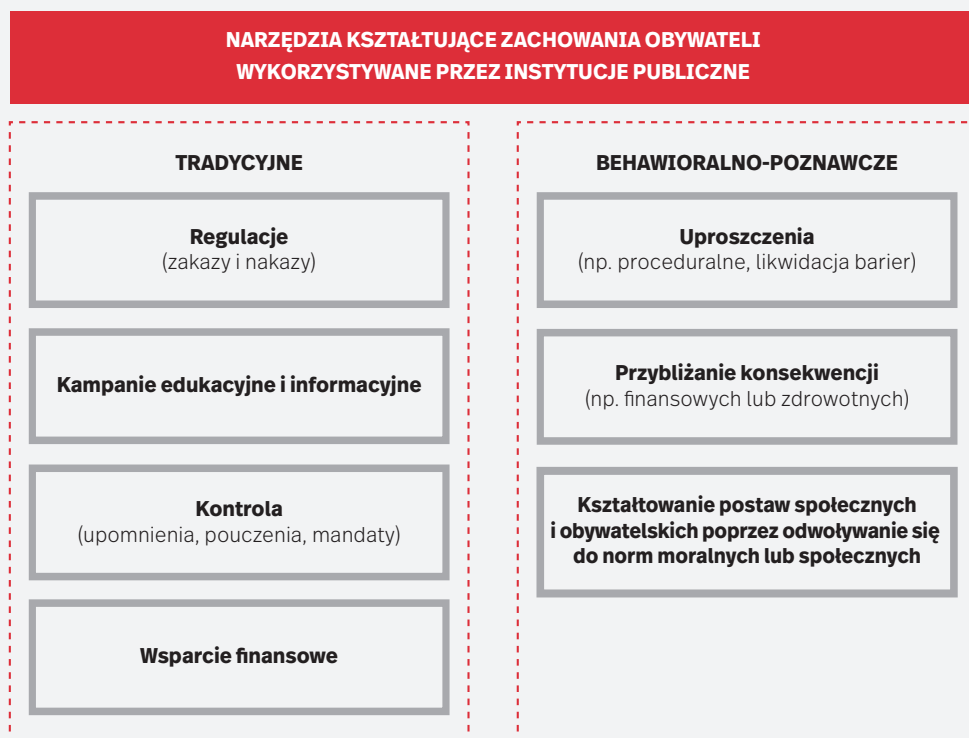 NARZĘDZIA KSZTAŁTUJĄCE ZACHOWANIA OBYWATELI
WYKORZYSTYWANE PRZEZ INSTYTUCJE PUBLICZNE
TRADYCYJNE
Regulacje
(zakazy i nakazy)
Kampanie edukacyjne i informacyjne
Kontrola
(upomnienia, pouczenia, mandaty)
Wsparcie finansowe
BEHAWIORALNO-POZNAWCZE
Uproszczenia
(np. proceduralne, likwidacja barier)
Przybliżanie konsekwencji
(np. finansowych lub zdrowotnych)
Kształtowanie postaw społecznych
i obywatelskich poprzez odwoływanie się
do norm moralnych lub społecznych